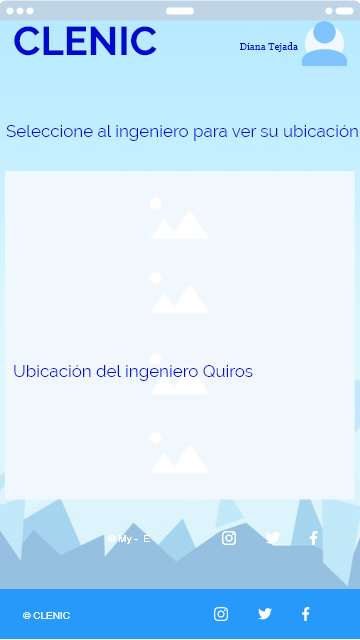 CLENIC
Diana Tejada
Seleccione al ingeniero para ver su ubicación
Ubicación del ingeniero Quiros
© My - E
© CLENIC